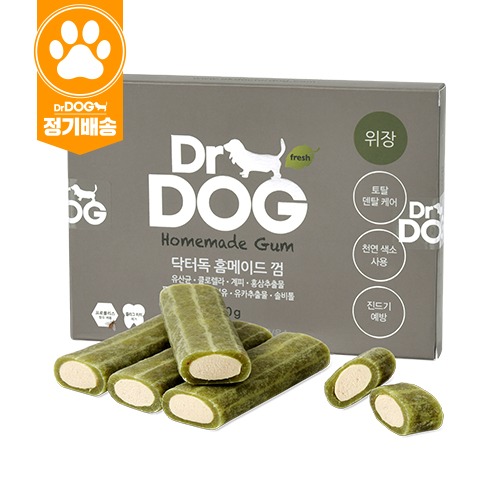 DrDOG
정기배송
Dr
DOG
fresh
Homemade Gum
닥터독 홈메이드 껌
유산균 · 클로렐라 · 계피 · 홍삼추출물
유 · 유카추출물 · 솔비톨
0g
위장
토탈
덴탈 케어
천연 색소
사용
진드기
예방
Dr
DOG